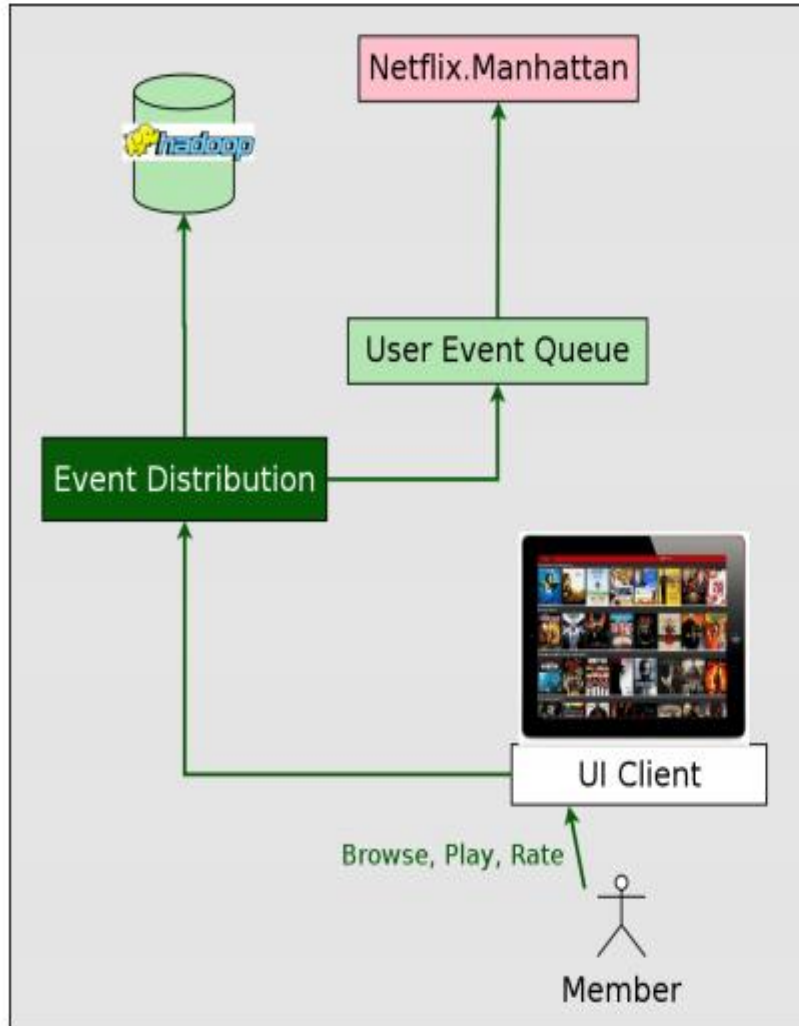 Netflix.Manhattan
hadoop
User Event Queue
Event Distribution
UI Client
Browse, Play, Rate
Member